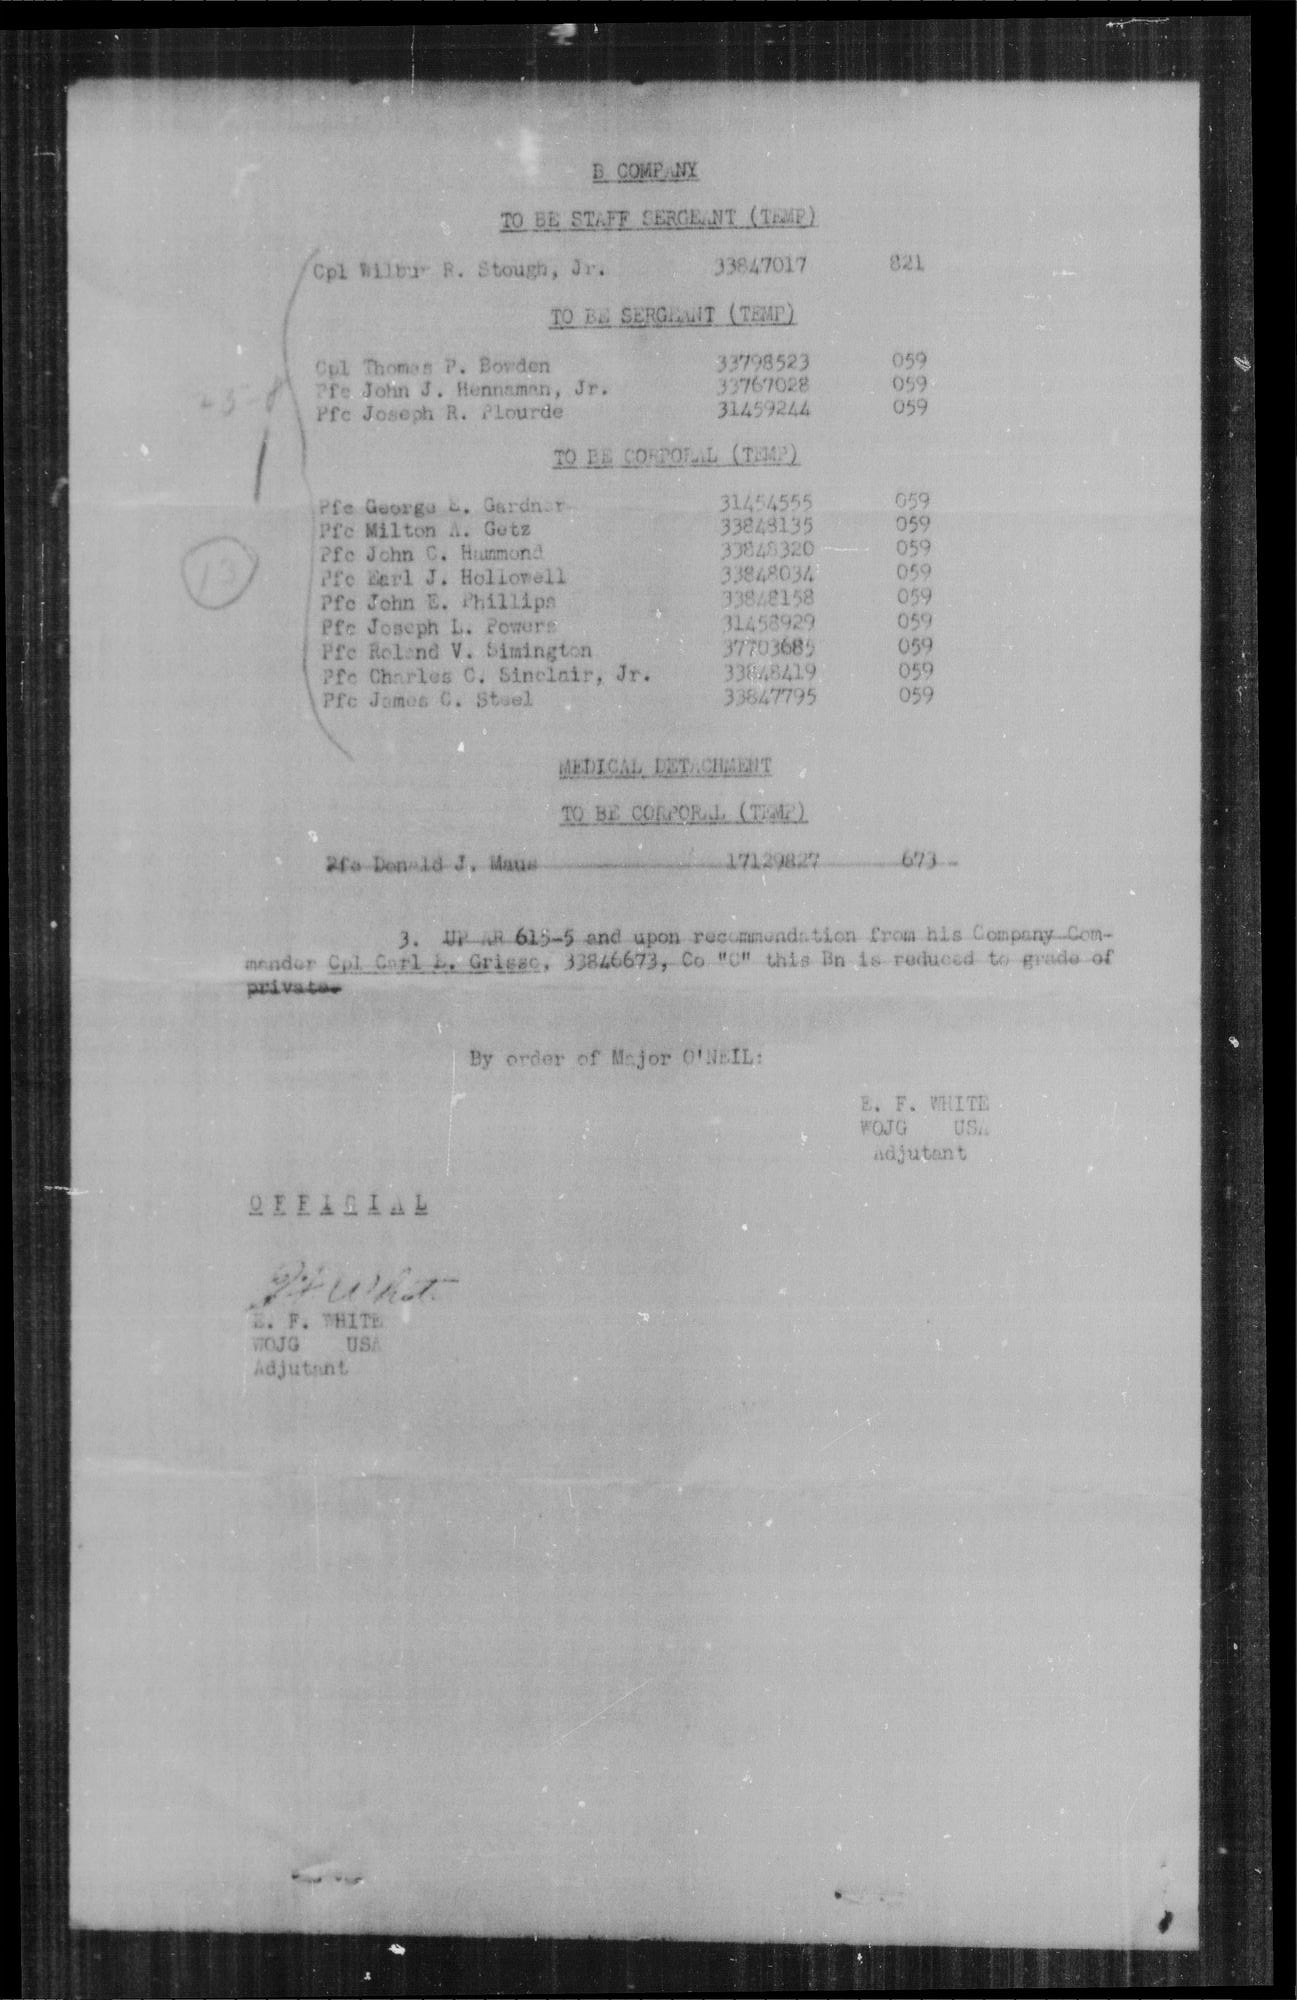 B COMPANY
TO BE STAFF SERGEANT (TEMP)
Cpl Wilbur R. Stough, Jr. 33847017 821
TO BE SERGEANT (TEMP)
Cpl Thomas P. Bowden 33798523 059
Pfc John J. Hennaman, Jr. 33767028 059
Pfc Joseph R. Plourde 31459244 059
TO BE CORPORAL (TEMP)
Pfc George E. Gardner 31454555 059
Pfc Milton A. Getz 33848135 059
Pfc John C. Hammond 33848320 059
Pfc Earl J. Hollowell 33848034 059
13
Pfc John E. Phillips 33848158 059
Pfc Joseph L. Powers 31458929 059
Pfc Roland V. Simington 37703685 059
Pfc Charles C. Sinclair, Jr. 33848419 059
Pfc James C. Steel 33847795 059
MEDICAL DETACHMENT
TO BE CORPORAL (TEMP)
Pfc Donald J. Maus 17129827 673
3. UP AR 615-5 and upon recommendation from his Company Com-
mander Cpl Carl E. Grisso, 33846673, Co "C" this Bn is reduced to grade of
private.
By order of Major O'NEIL:
E. F. WHITE
WOJG USA
Adjutant
OFFICIAL
E F White
E. F. WHITE
WOJG USA
Adjutant